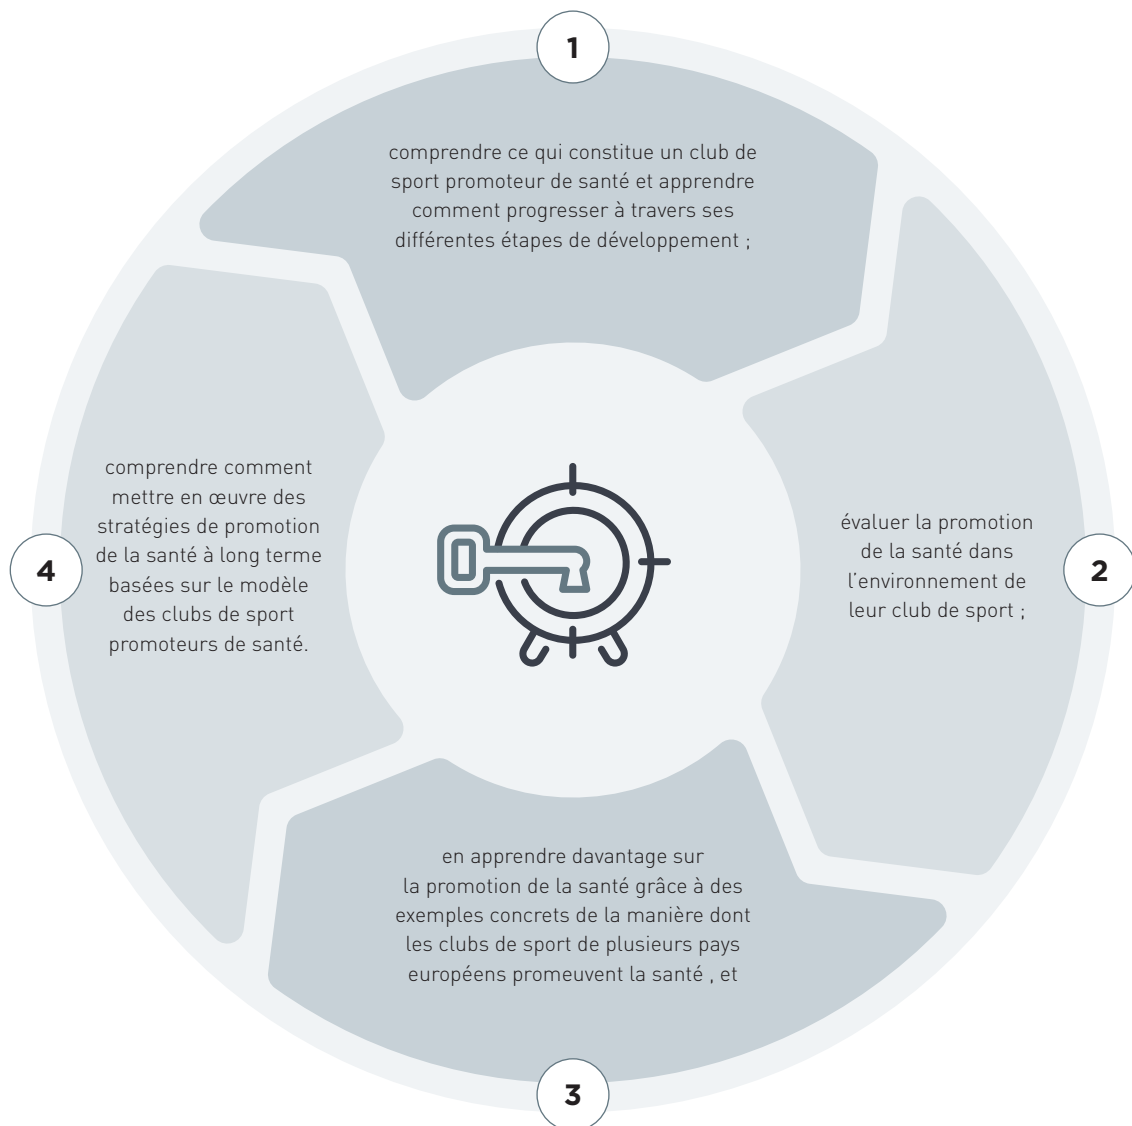 1
comprendre ce qui constitue un club de
sport promoteur de santé et apprendre
comment progresser à travers ses
différentes étapes de développement ;
2
évaluer la promotion
de la santé dans
l'environnement de
leur club de sport ;
3
en apprendre davantage sur
la promotion de la santé grâce à des
exemples concrets de la manière dont
les clubs de sport de plusieurs pays
européens promeuvent la santé , et
4
comprendre comment
mettre en œuvre des
stratégies de promotion
de la santé à long terme
basées sur le modèle
des clubs de sport
promoteurs de santé.